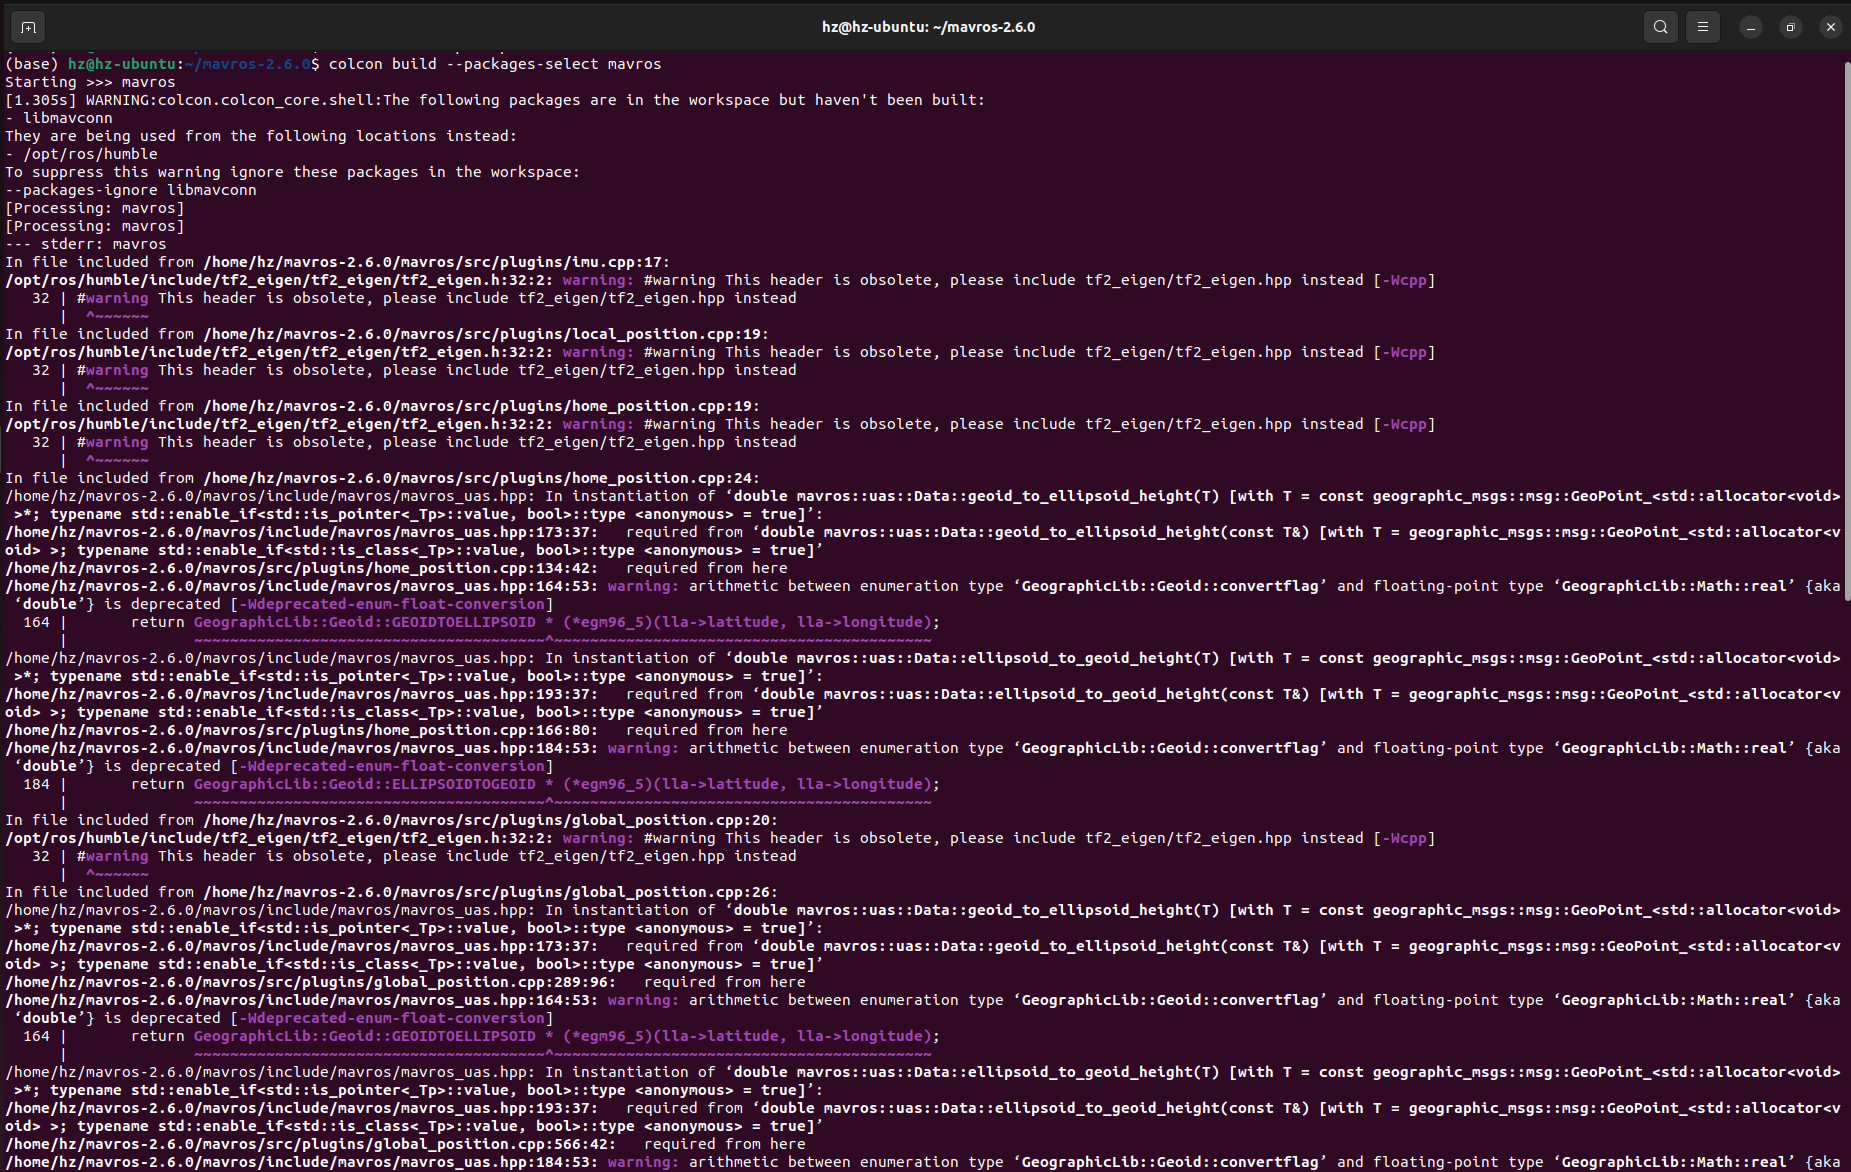 hz@hz-ubuntu: ~/mavros-2.6.0
(base) hz@hz-ubuntu:~/mavros-2.6.0$ colcon build --packages-select mavros
Starting >>> mavros
[1.305s] WARNING:colcon.colcon_core.shell:The following packages are in the workspace but haven't been built:
- libmavconn
They are being used from the following locations instead:
- /opt/ros/humble
To suppress this warning ignore these packages in the workspace:
--packages-ignore libmavconn
[Processing: mavros]
[Processing: mavros]
--- stderr: mavros
In file included from /home/hz/mavros-2.6.0/mavros/src/plugins/imu.cpp:17:
/opt/ros/humble/include/tf2_eigen/tf2_eigen/tf2_eigen.h:32:2: warning: #warning This header is obsolete, please include tf2_eigen/tf2_eigen.hpp instead [-Wcpp]
   32 | #warning This header is obsolete, please include tf2_eigen/tf2_eigen.hpp instead
      |  ^~~~~~~
In file included from /home/hz/mavros-2.6.0/mavros/src/plugins/local_position.cpp:19:
/opt/ros/humble/include/tf2_eigen/tf2_eigen/tf2_eigen.h:32:2: warning: #warning This header is obsolete, please include tf2_eigen/tf2_eigen.hpp instead [-Wcpp]
   32 | #warning This header is obsolete, please include tf2_eigen/tf2_eigen.hpp instead
      |  ^~~~~~~
In file included from /home/hz/mavros-2.6.0/mavros/src/plugins/home_position.cpp:19:
/opt/ros/humble/include/tf2_eigen/tf2_eigen/tf2_eigen.h:32:2: warning: #warning This header is obsolete, please include tf2_eigen/tf2_eigen.hpp instead [-Wcpp]
   32 | #warning This header is obsolete, please include tf2_eigen/tf2_eigen.hpp instead
      |  ^~~~~~~
In file included from /home/hz/mavros-2.6.0/mavros/src/plugins/home_position.cpp:24:
/home/hz/mavros-2.6.0/mavros/include/mavros/mavros_uas.hpp: In instantiation of ‘double mavros::uas::Data::geoid_to_ellipsoid_height(T) [with T = const geographic_msgs::msg::GeoPoint_<std::allocator<void>
 >*; typename std::enable_if<std::is_pointer<_Tp>::value, bool>::type <anonymous> = true]’:
/home/hz/mavros-2.6.0/mavros/include/mavros/mavros_uas.hpp:173:37:   required from ‘double mavros::uas::Data::geoid_to_ellipsoid_height(const T&) [with T = geographic_msgs::msg::GeoPoint_<std::allocator<v
oid> >; typename std::enable_if<std::is_class<_Tp>::value, bool>::type <anonymous> = true]’
/home/hz/mavros-2.6.0/mavros/src/plugins/home_position.cpp:134:42:   required from here
/home/hz/mavros-2.6.0/mavros/include/mavros/mavros_uas.hpp:164:53: warning: arithmetic between enumeration type ‘GeographicLib::Geoid::convertflag’ and floating-point type ‘GeographicLib::Math::real’ {aka
 ‘double’} is deprecated [-Wdeprecated-enum-float-conversion]
  164 |       return GeographicLib::Geoid::GEOIDTOELLIPSOID * (*egm96_5)(lla->latitude, lla->longitude);
      |              ~~~~~~~~~~~~~~~~~~~~~~~~~~~~~~~~~~~~~~~^~~~~~~~~~~~~~~~~~~~~~~~~~~~~~~~~~~~~~~~~~
/home/hz/mavros-2.6.0/mavros/include/mavros/mavros_uas.hpp: In instantiation of ‘double mavros::uas::Data::ellipsoid_to_geoid_height(T) [with T = const geographic_msgs::msg::GeoPoint_<std::allocator<void>
 >*; typename std::enable_if<std::is_pointer<_Tp>::value, bool>::type <anonymous> = true]’:
/home/hz/mavros-2.6.0/mavros/include/mavros/mavros_uas.hpp:193:37:   required from ‘double mavros::uas::Data::ellipsoid_to_geoid_height(const T&) [with T = geographic_msgs::msg::GeoPoint_<std::allocator<v
oid> >; typename std::enable_if<std::is_class<_Tp>::value, bool>::type <anonymous> = true]’
/home/hz/mavros-2.6.0/mavros/src/plugins/home_position.cpp:166:80:   required from here
/home/hz/mavros-2.6.0/mavros/include/mavros/mavros_uas.hpp:184:53: warning: arithmetic between enumeration type ‘GeographicLib::Geoid::convertflag’ and floating-point type ‘GeographicLib::Math::real’ {aka
 ‘double’} is deprecated [-Wdeprecated-enum-float-conversion]
  184 |       return GeographicLib::Geoid::ELLIPSOIDTOGEOID * (*egm96_5)(lla->latitude, lla->longitude);
      |              ~~~~~~~~~~~~~~~~~~~~~~~~~~~~~~~~~~~~~~~^~~~~~~~~~~~~~~~~~~~~~~~~~~~~~~~~~~~~~~~~~
In file included from /home/hz/mavros-2.6.0/mavros/src/plugins/global_position.cpp:20:
/opt/ros/humble/include/tf2_eigen/tf2_eigen/tf2_eigen.h:32:2: warning: #warning This header is obsolete, please include tf2_eigen/tf2_eigen.hpp instead [-Wcpp]
   32 | #warning This header is obsolete, please include tf2_eigen/tf2_eigen.hpp instead
      |  ^~~~~~~
In file included from /home/hz/mavros-2.6.0/mavros/src/plugins/global_position.cpp:26:
/home/hz/mavros-2.6.0/mavros/include/mavros/mavros_uas.hpp: In instantiation of ‘double mavros::uas::Data::geoid_to_ellipsoid_height(T) [with T = const geographic_msgs::msg::GeoPoint_<std::allocator<void>
 >*; typename std::enable_if<std::is_pointer<_Tp>::value, bool>::type <anonymous> = true]’:
/home/hz/mavros-2.6.0/mavros/include/mavros/mavros_uas.hpp:173:37:   required from ‘double mavros::uas::Data::geoid_to_ellipsoid_height(const T&) [with T = geographic_msgs::msg::GeoPoint_<std::allocator<v
oid> >; typename std::enable_if<std::is_class<_Tp>::value, bool>::type <anonymous> = true]’
/home/hz/mavros-2.6.0/mavros/src/plugins/global_position.cpp:289:96:   required from here
/home/hz/mavros-2.6.0/mavros/include/mavros/mavros_uas.hpp:164:53: warning: arithmetic between enumeration type ‘GeographicLib::Geoid::convertflag’ and floating-point type ‘GeographicLib::Math::real’ {aka
 ‘double’} is deprecated [-Wdeprecated-enum-float-conversion]
  164 |       return GeographicLib::Geoid::GEOIDTOELLIPSOID * (*egm96_5)(lla->latitude, lla->longitude);
      |              ~~~~~~~~~~~~~~~~~~~~~~~~~~~~~~~~~~~~~~~^~~~~~~~~~~~~~~~~~~~~~~~~~~~~~~~~~~~~~~~~~
/home/hz/mavros-2.6.0/mavros/include/mavros/mavros_uas.hpp: In instantiation of ‘double mavros::uas::Data::ellipsoid_to_geoid_height(T) [with T = const geographic_msgs::msg::GeoPoint_<std::allocator<void>
 >*; typename std::enable_if<std::is_pointer<_Tp>::value, bool>::type <anonymous> = true]’:
/home/hz/mavros-2.6.0/mavros/include/mavros/mavros_uas.hpp:193:37:   required from ‘double mavros::uas::Data::ellipsoid_to_geoid_height(const T&) [with T = geographic_msgs::msg::GeoPoint_<std::allocator<v
oid> >; typename std::enable_if<std::is_class<_Tp>::value, bool>::type <anonymous> = true]’
/home/hz/mavros-2.6.0/mavros/src/plugins/global_position.cpp:566:42:   required from here
/home/hz/mavros-2.6.0/mavros/include/mavros/mavros_uas.hpp:184:53: warning: arithmetic between enumeration type ‘GeographicLib::Geoid::convertflag’ and floating-point type ‘GeographicLib::Math::real’ {aka